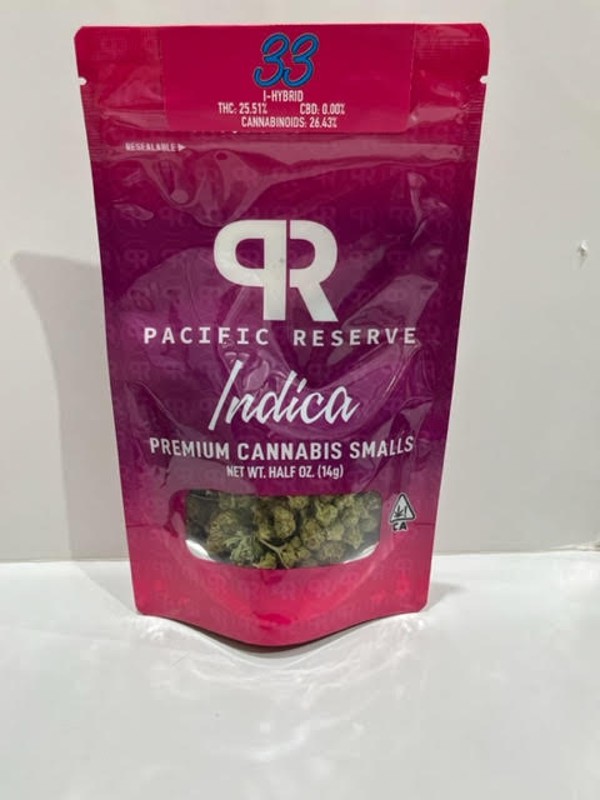 33
I-HYBRID
THC: 25.51% CBD: 0.00%
CANNABINOIDS: 26.43%
RESEALABLE
PR
PACIFIC RESERVE
Indica
PREMIUM CANNABIS SMALLS
NET WT. HALF OZ. (14g)
CA